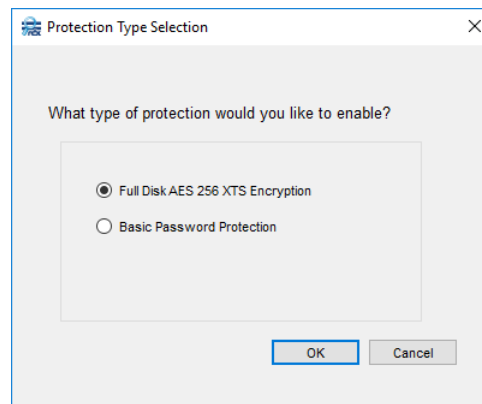 Protection Type Selection
What type of protection would you like to enable?
Full Disk AES 256 XTS Encryption
Basic Password Protection
OK Cancel